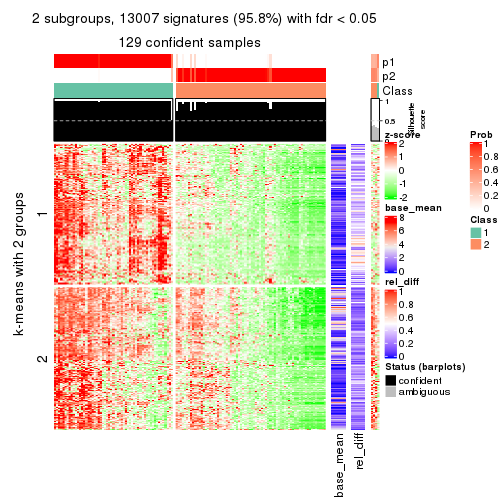 2 subgroups, 13007 signatures (95.8%) with fdr < 0.05
129 confident samples
p1
p2
Class
1
0.5
0
Silhouette
score
k-means with 2 groups
1
2
base_mean
rel_diff
z-score
2
1
0
-1
-2
base_mean
8
6
4
2
0
rel_diff
1
0.8
0.6
0.4
0.2
0
Status (barplots)
confident
ambiguous
Prob
1
0.8
0.6
0.4
0.2
0
Class
1
2